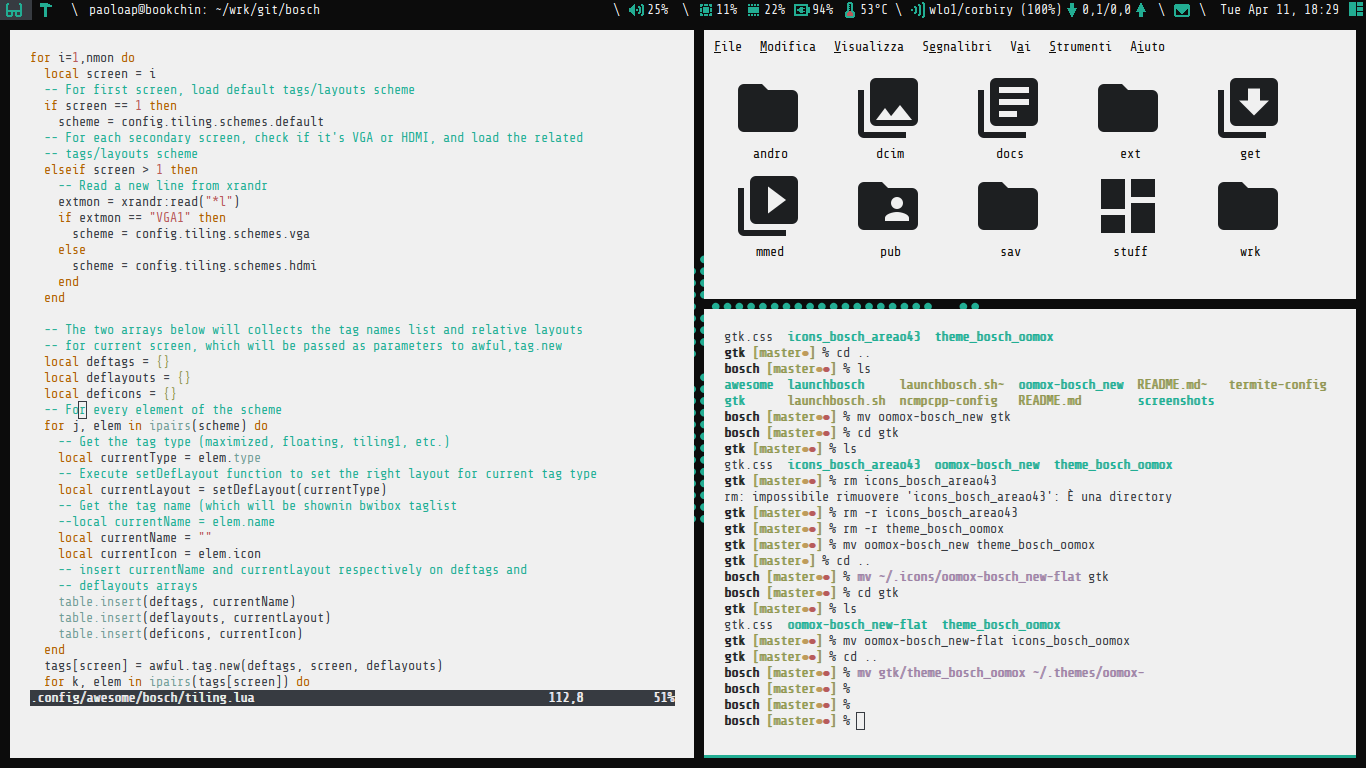 \ paoloap@bookchin: ~/wrk/git/bosch \ 25% \ 11% 22% 94% 53°C \ wlo1/corbiry (100%) 0,1/0,0 \ \ Tue Apr 11, 18:29
for i=1,nmon do
local screen = i
-- For first screen, load default tags/layouts scheme
if screen == 1 then
scheme = config.tiling.schemes.default
-- For each secondary screen, check if it's VGA or HDMI, and load the related
-- tags/layouts scheme
elseif screen > 1 then
-- Read a new line from xrandr
extmon = xrandr:read("*l")
if extmon == "VGA1" then
scheme = config.tiling.schemes.vga
else
scheme = config.tiling.schemes.hdmi
end
end
-- The two arrays below will collects the tag names list and relative layouts
-- for current screen, which will be passed as parameters to awful,tag.new
local deftags = {}
local deflayouts = {}
local deficons = {}
-- For every element of the scheme
for j, elem in ipairs(scheme) do
-- Get the tag type (maximized, floating, tiling1, etc.)
local currentType = elem.type
-- Execute setDefLayout function to set the right layout for current tag type
local currentLayout = setDefLayout(currentType)
-- Get the tag name (which will be shownin bwibox taglist
--local currentName = elem.name
local currentName = ""
local currentIcon = elem.icon
-- insert currentName and currentLayout respectively on deftags and
-- deflayouts arrays
table.insert(deftags, currentName)
table.insert(deflayouts, currentLayout)
table.insert(deficons, currentIcon)
end
tags[screen] = awful.tag.new(deftags, screen, deflayouts)
for k, elem in ipairs(tags[screen]) do
.config/awesome/bosch/tiling.lua 112,8 51%
File Modifica Visualizza Segnalibri Vai Strumenti Aiuto
andro dcim docs ext get
mmed pub sav stuff wrk
gtk.css icons_bosch_areao43 theme_bosch_oomox
gtk [master●●] % cd ..
bosch [master●●] % ls
awesome launchbosch launchbosch.sh~ oomox-bosch_new README.md~ termite-config
gtk launchbosch.sh ncmpcpp-config README.md screenshots
bosch [master●●] % mv oomox-bosch_new gtk
bosch [master●●] % cd gtk
gtk [master●●] % ls
gtk.css icons_bosch_areao43 oomox-bosch_new theme_bosch_oomox
gtk [master●●] % rm icons_bosch_areao43
rm: impossibile rimuovere 'icons_bosch_areao43': È una directory
gtk [master●●] % rm -r icons_bosch_areao43
gtk [master●●] % rm -r theme_bosch_oomox
gtk [master●●] % mv oomox-bosch_new theme_bosch_oomox
gtk [master●●] % cd ..
bosch [master●●] % mv ~/.icons/oomox-bosch_new-flat gtk
bosch [master●●] % cd gtk
gtk [master●●] % ls
gtk.css oomox-bosch_new-flat theme_bosch_oomox
gtk [master●●] % mv oomox-bosch_new-flat icons_bosch_oomox
gtk [master●●] % cd ..
bosch [master●●] % mv gtk/theme_bosch_oomox ~/.themes/oomox-
bosch [master●●] %
bosch [master●●] %
bosch [master●●] %